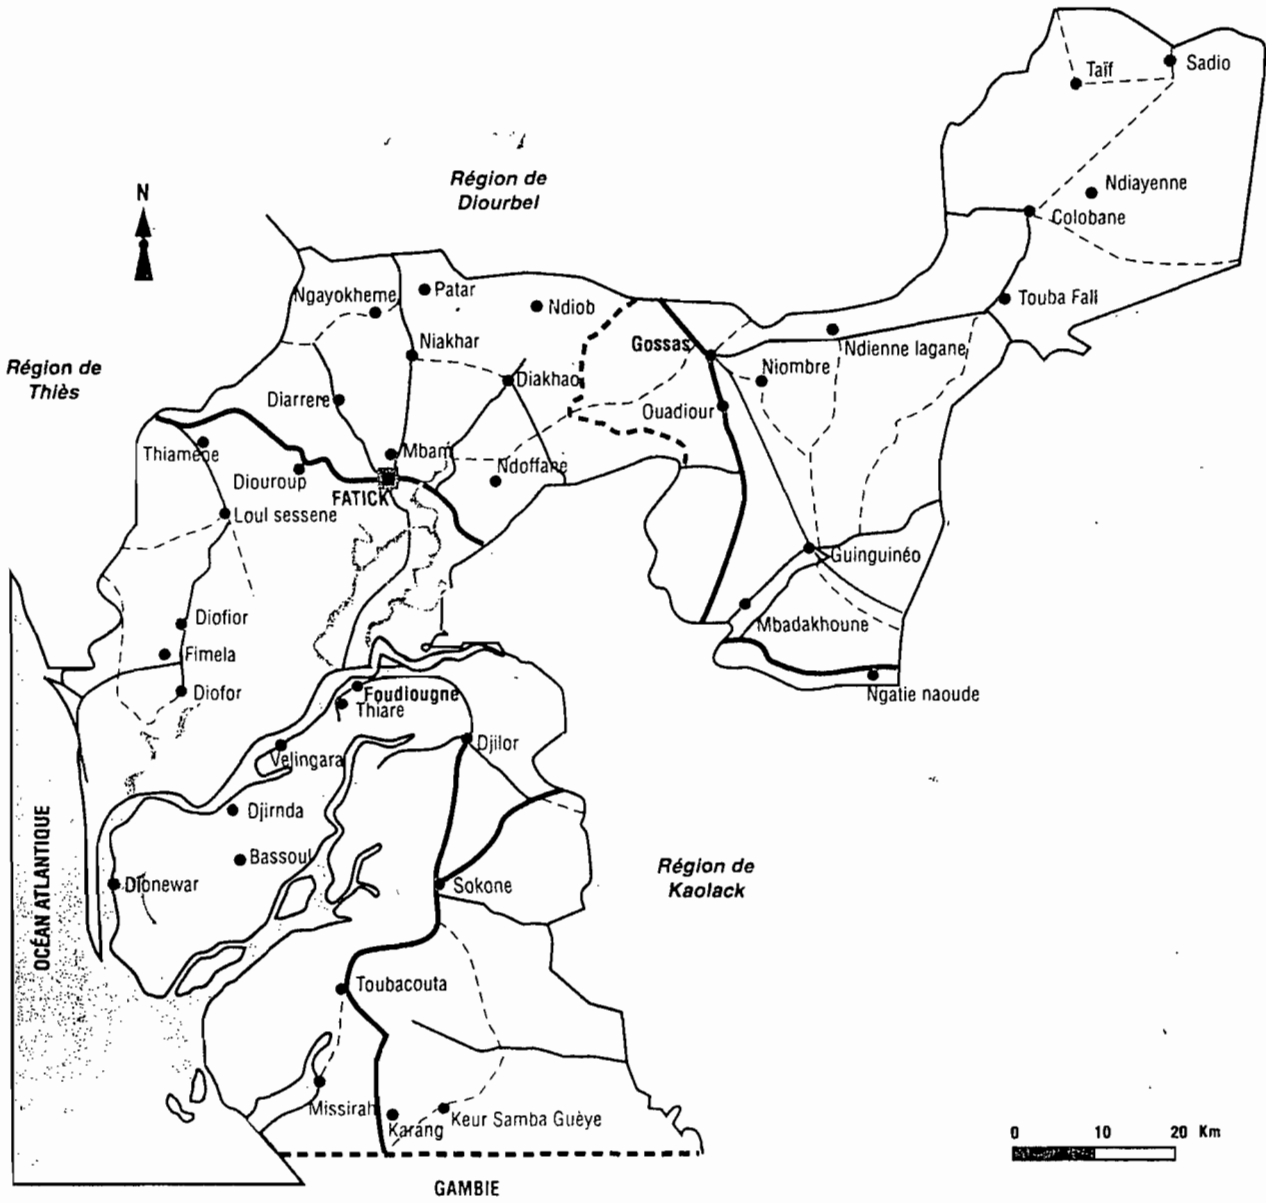 Taïf
Sadio
Région de
Diourbel
N
Ndiayenne
Colobane
Ngayokheme
Patar
Ndiob
Touba Fall
Niakhar
Gossas
Ndienne lagane
Région de
Thiès
Niombre
Diakhao
Diarrere
Ouadiour
Thiamene
Mbam
Diouroup
Ndoffane
FATICK
Loul sessene
Guinguinéo
Diofior
Mbadakhoune
Fimela
Diofor
Foudiougne
Ngatie naoude
Thiare
Djilor
Velingara
Djirnda
OCÉAN ATLANTIQUE
Bassoul
Région de
Kaolack
Dionewar
Sokone
Toubacouta
Missirah
Karang
Keur Samba Guèye
0 10 20 Km
GAMBIE